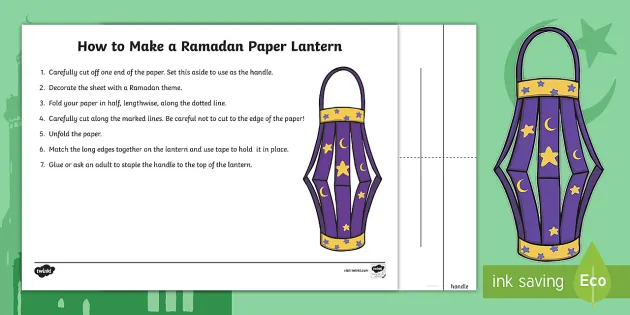 How to Make a Ramadan Paper Lantern
1. Carefully cut off one end of the paper. Set this aside to use as the handle.
2. Decorate the sheet with a Ramadan theme.
3. Fold your paper in half, lengthwise, along the dotted line.
4. Carefully cut along the marked lines. Be careful not to cut to the edge of the paper!
5. Unfold the paper.
6. Match the long edges together on the lantern and use tape to hold it in place.
7. Glue or ask an adult to staple the handle to the top of the lantern.
twinkl
visit twinkl.com
handle
ink saving
Eco